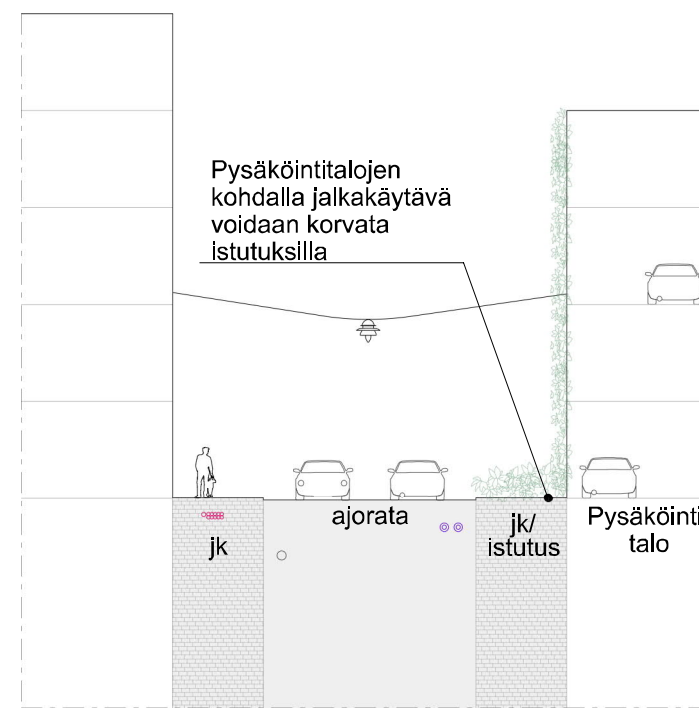 Pysäköintitalojen
kohdalla jalkakäytävä
voidaan korvata
istutuksilla
jk
ajorata
jk/
istutus
Pysäköinti
talo